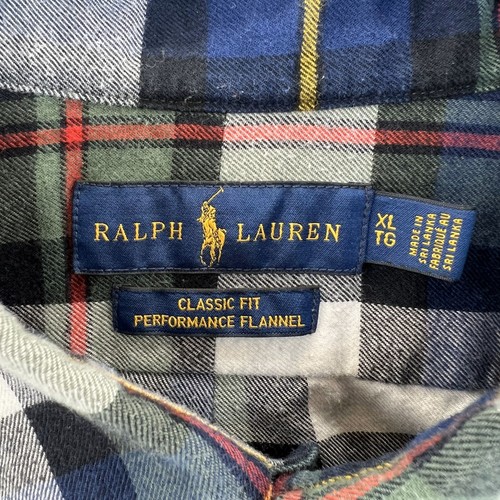 RALPH LAUREN
XL
TG
MADE IN
SRI LANKA
FABRIQUÉ AU
SRI LANKA
CLASSIC FIT
PERFORMANCE FLANNEL